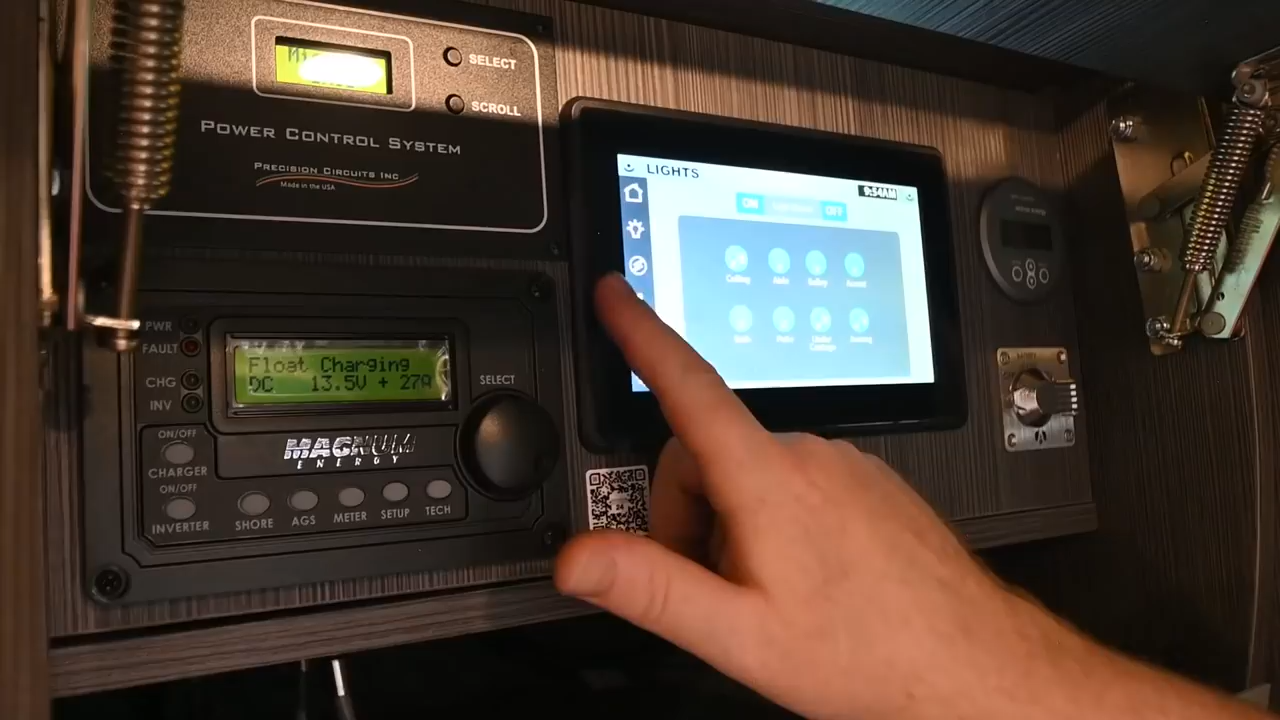 SELECT
SCROLL
POWER CONTROL SYSTEM
PRECISION CIRCUITS INC
Made in the USA
LIGHTS
9:54AM
ON
OFF
Ceiling
Galley
PWR
FAULT
CHG
INV
Float Charging
DC 13.5V + 27A
SELECT
ON/OFF
CHARGER
ON/OFF
INVERTER
MAGNUM
ENERGY
SHORE
AGS
METER
SETUP
TECH